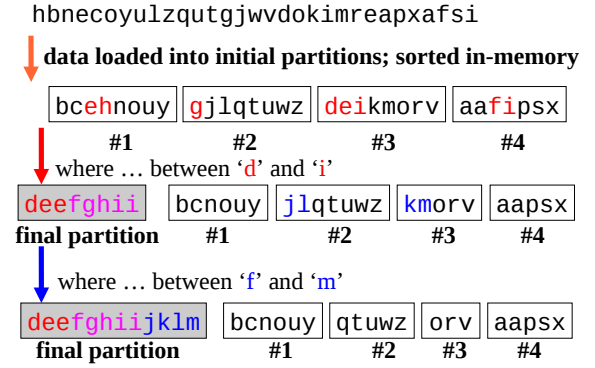 hbnecoyulzqutgjwvdokimreapxafsi
data loaded into initial partitions; sorted in-memory
bcehnouy gjlqtuwz deikmorv aafipsx
#1 #2 #3 #4
where … between ‘d’ and ‘i’
deefghii bcnouy jlqtuwz kmorv aapsx
final partition #1 #2 #3 #4
where … between ‘f’ and ‘m’
deefghiijklm bcnouy qtuwz orv aapsx
final partition #1 #2 #3 #4